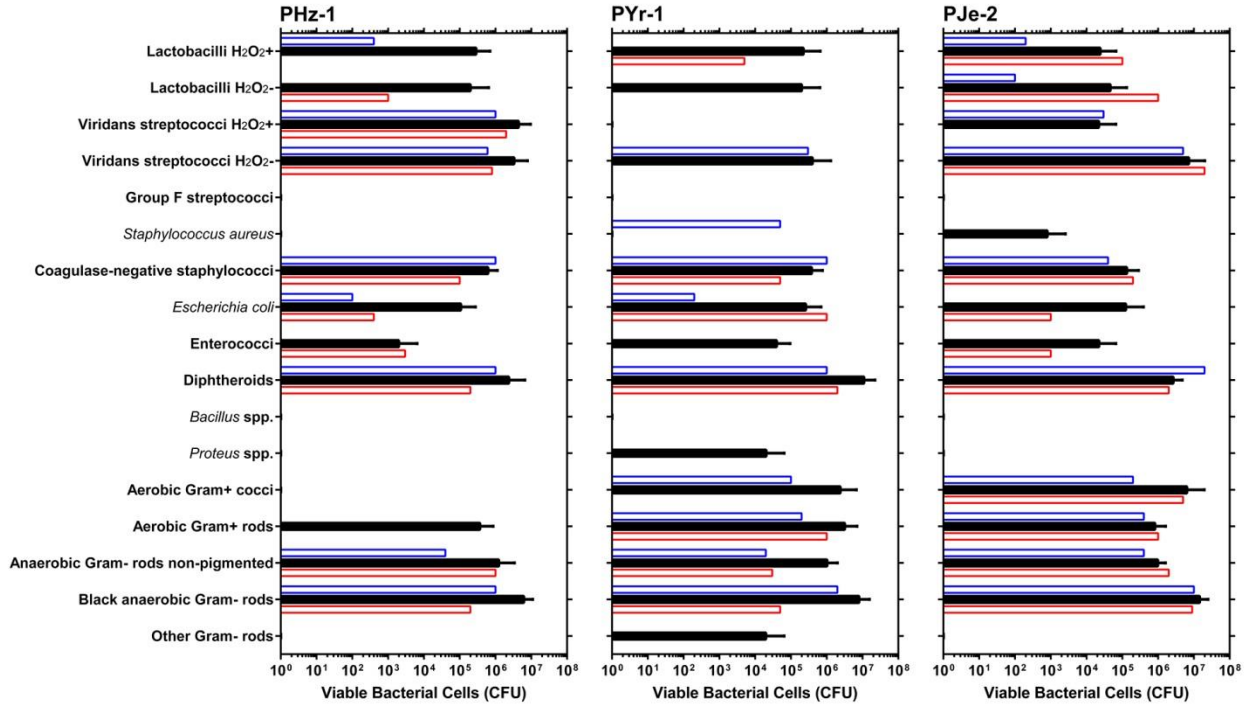 PHz-1 PYr-1 PJe-2
Lactobacilli H₂O₂+
Lactobacilli H₂O₂-
Viridans streptococci H₂O₂+
Viridans streptococci H₂O₂-
Group F streptococci
Staphylococcus aureus
Coagulase-negative staphylococci
Escherichia coli
Enterococci
Diphtheroids
Bacillus spp.
Proteus spp.
Aerobic Gram+ cocci
Aerobic Gram+ rods
Anaerobic Gram- rods non-pigmented
Black anaerobic Gram- rods
Other Gram- rods
10⁰ 10¹ 10² 10³ 10⁴ 10⁵ 10⁶ 10⁷ 10⁸ 10⁰ 10¹ 10² 10³ 10⁴ 10⁵ 10⁶ 10⁷ 10⁸ 10⁰ 10¹ 10² 10³ 10⁴ 10⁵ 10⁶ 10⁷ 10⁸
Viable Bacterial Cells (CFU) Viable Bacterial Cells (CFU) Viable Bacterial Cells (CFU)